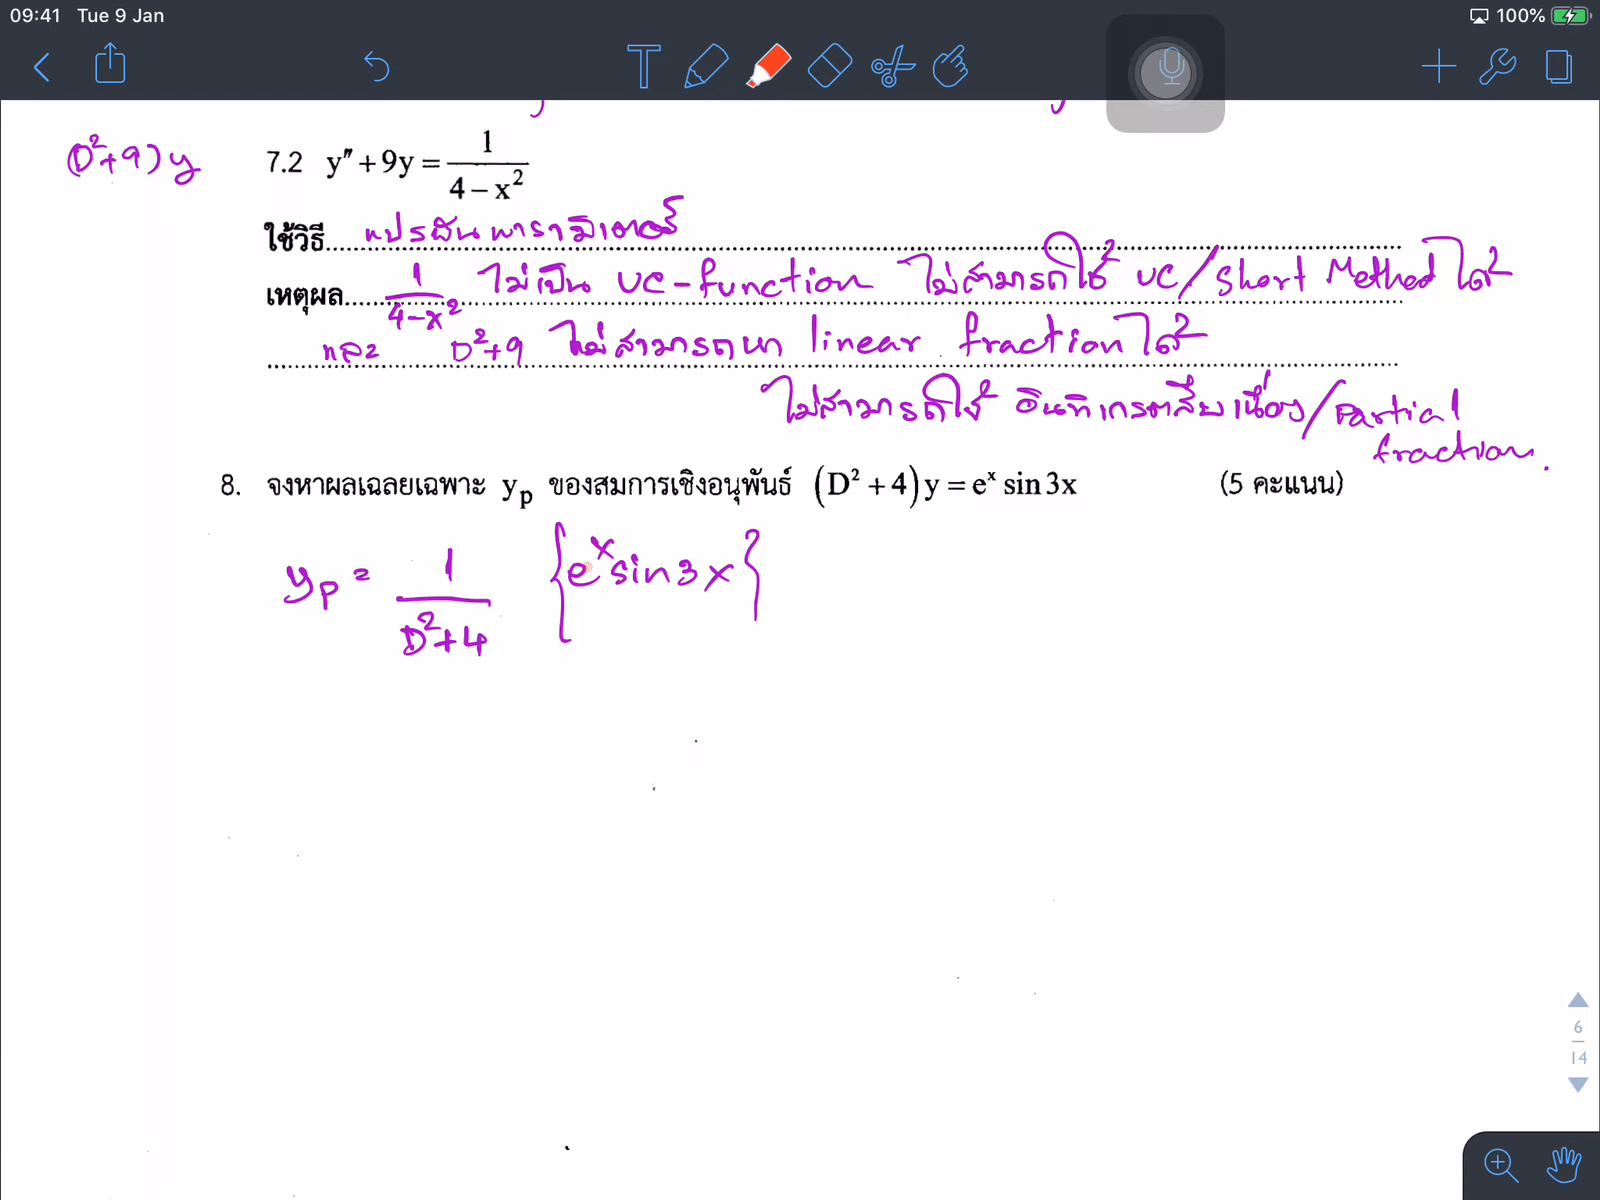 09:41 Tue 9 Jan
100%
(D²+9)y
7.2 y″+9y = 1/(4−x²)
ใช้วิธี แปรผันพารามิเตอร์
เหตุผล 1/(4−x²) ไม่เป็น UC-function ไม่สามารถใช้ UC/Short Method ได้
และ D²+9 ไม่สามารถหา linear fraction ได้
ไม่สามารถใช้ อินทิเกรตสืบเนื่อง/Partial
fraction.
8. จงหาผลเฉลยเฉพาะ yₚ ของสมการเชิงอนุพันธ์ (D²+4)y = eˣ sin3x (5 คะแนน)
yₚ = 1/(D²+4) {eˣ sin3x}
6
14